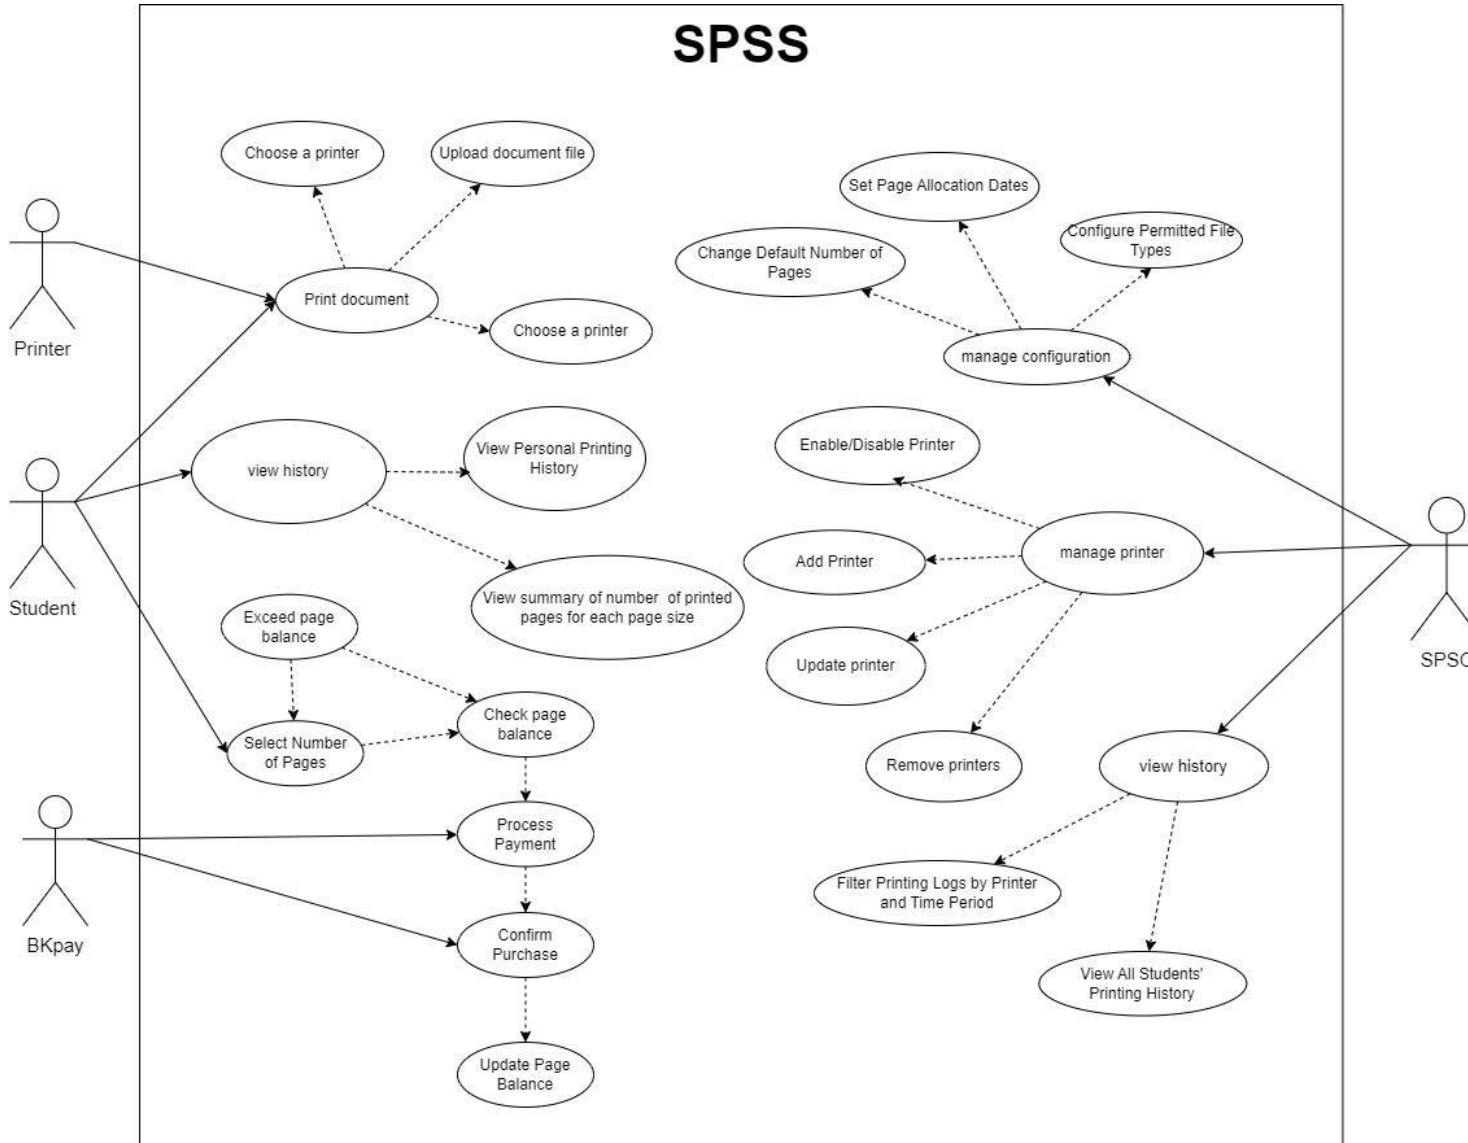 SPSS
Choose a printer
Upload document file
Set Page Allocation Dates
Configure Permitted File
Types
Change Default Number of
Pages
Print document
Choose a printer
manage configuration
Printer
View Personal Printing
History
view history
Enable/Disable Printer
manage printer
Add Printer
Student
View summary of number of printed
pages for each page size
Exceed page
balance
Update printer
SPSO
Check page
balance
Select Number
of Pages
Remove printers
view history
Process
Payment
BKpay
Filter Printing Logs by Printer
and Time Period
Confirm
Purchase
View All Students'
Printing History
Update Page
Balance